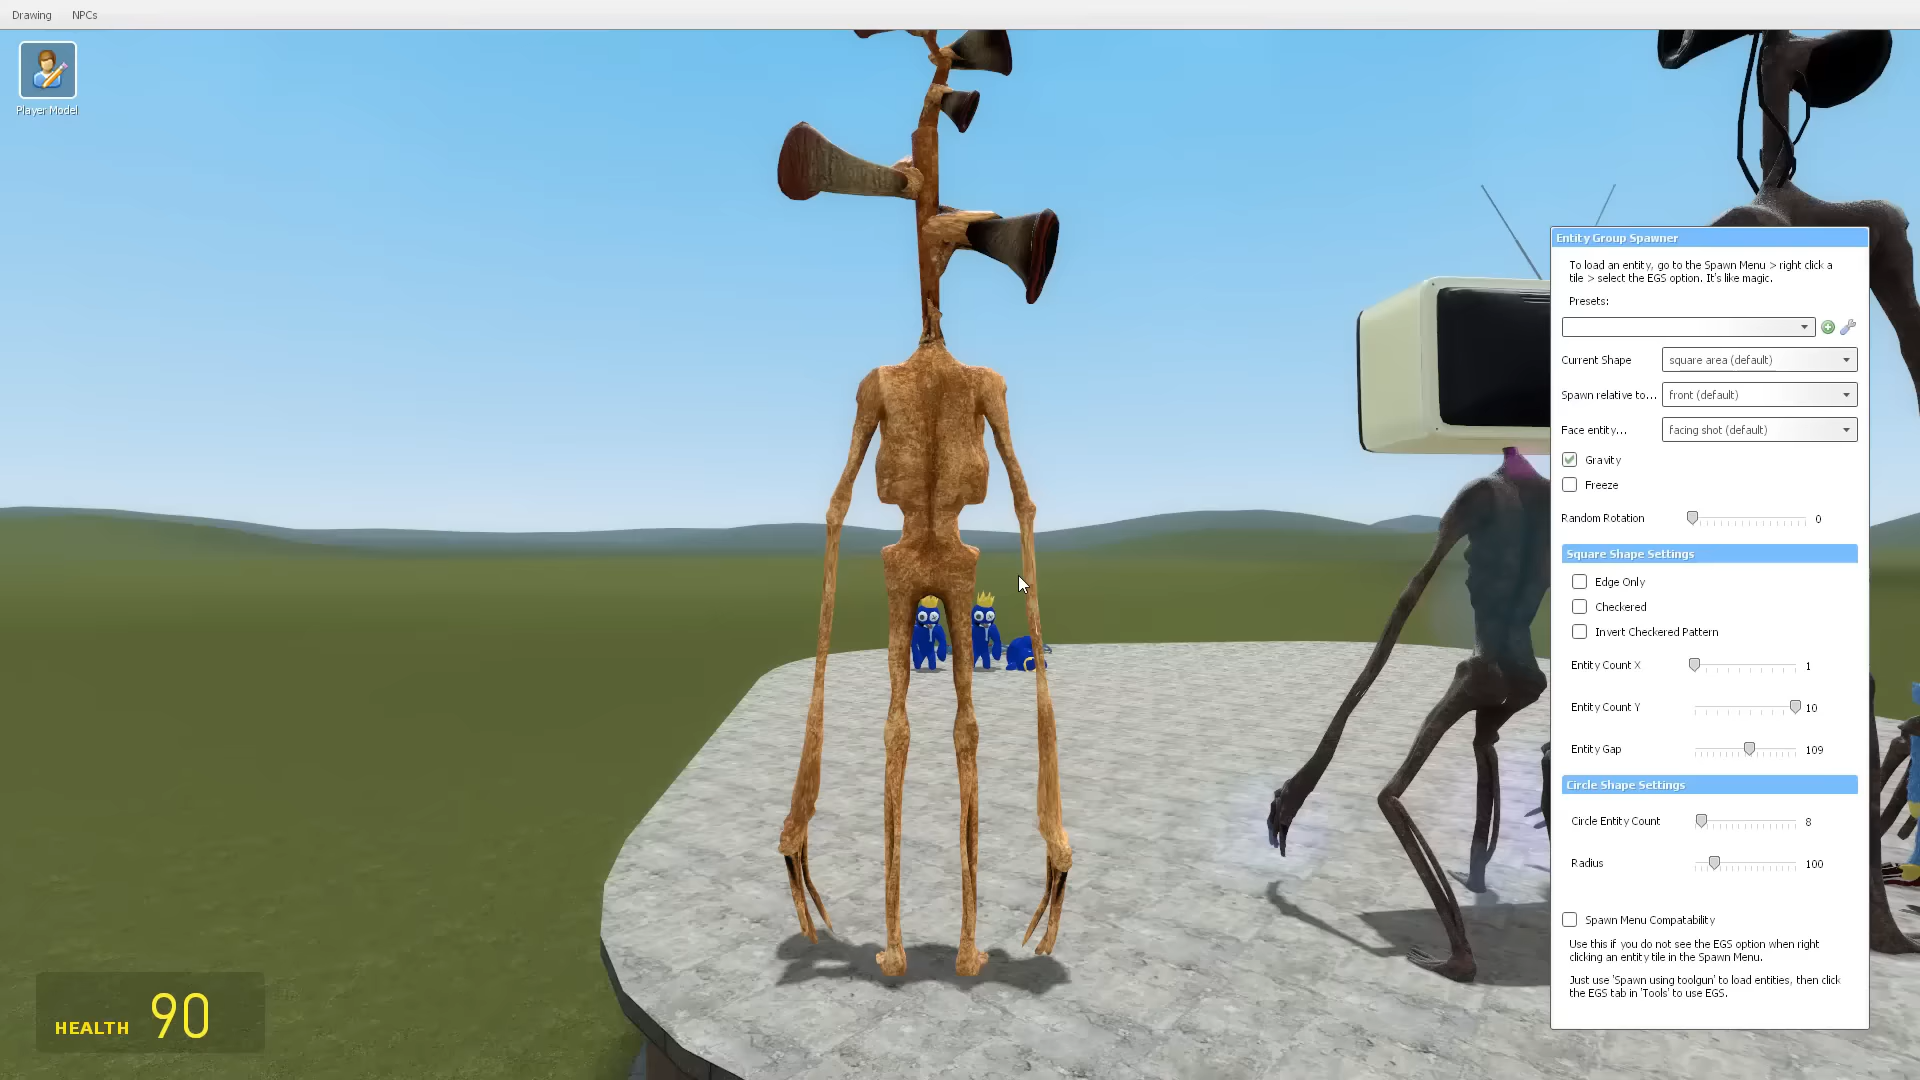 Drawing NPCs
Player Model
Entity Group Spawner
To load an entity, go to the Spawn Menu > right click a
tile > select the EGS option. It's like magic.
Presets:
Current Shape square area (default)
Spawn relative to... front (default)
Face entity... facing shot (default)
Gravity
Freeze
Random Rotation 0
Square Shape Settings
Edge Only
Checkered
Invert Checkered Pattern
Entity Count X 1
Entity Count Y 10
Entity Gap 109
Circle Shape Settings
Circle Entity Count 8
Radius 100
Spawn Menu Compatability
Use this if you do not see the EGS option when right
clicking an entity tile in the Spawn Menu.
Just use 'Spawn using toolgun' to load entities, then click
the EGS tab in 'Tools' to use EGS.
HEALTH 90